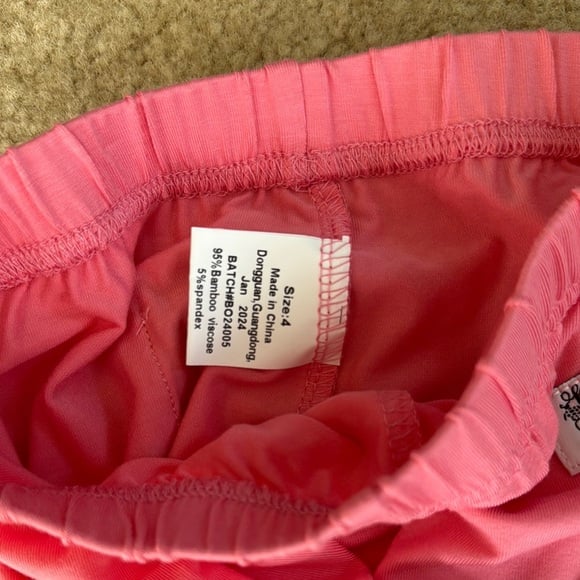 Size:4
Made in China
Dongguan,Guangdong,
Jan 2024
BATCH#BO24005
95%Bamboo viscose
5%spandex